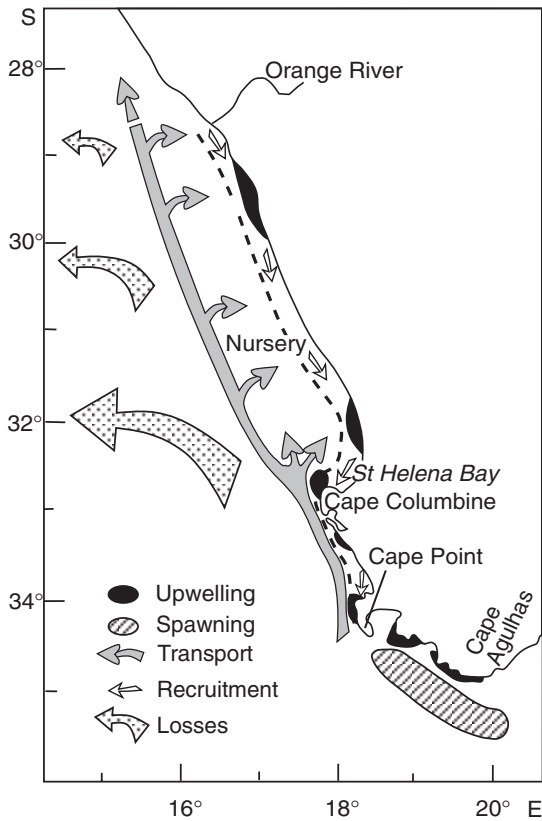 S
28°
Orange River
30°
Nursery
32°
St Helena Bay
Cape Columbine
Cape Point
34°
Cape
Agulhas
Upwelling
Spawning
Transport
Recruitment
Losses
16°
18°
20°
E